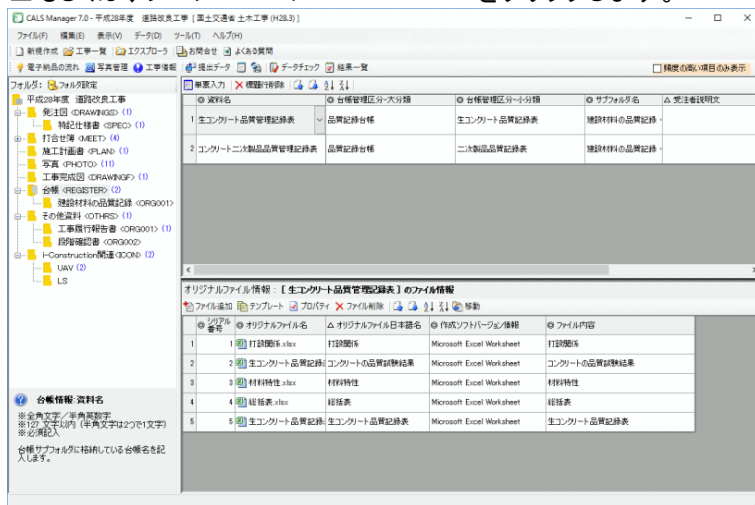 CALS Manager 7.0 - 平成28年度　道路改良工事 [ 国土交通省 土木工事 (H28.3) ]
ファイル(F)　編集(E)　表示(V)　データ(D)　ツール(T)　ヘルプ(H)
新規作成 工事一覧 エクスプローラ お問合せ よくある質問
電子納品の流れ 写真管理 工事情報 提出データ データチェック 結果一覧 頻度の高い項目のみ表示
フォルダ: フォルダ設定
平成28年度　道路改良工事
発注図 <DRAWINGS> (1)
特記仕様書 <SPEC> (1)
打合せ簿 <MEET> (4)
施工計画書 <PLAN> (1)
写真 <PHOTO> (11)
工事完成図 <DRAWINGF> (1)
台帳 <REGISTER> (2)
建設材料の品質記録 <ORG001>
その他資料 <OTHRS> (1)
工事履行報告書 <ORG001> (1)
段階確認書 <ORG002>
i-Construction関連 <ICON> (2)
UAV (2)
LS
台帳情報:資料名
※全角文字／半角英数字
※127 文字以内 (半角文字は2つで1文字)
※必須記入
台帳サブフォルダに格納している台帳名を記入します。
単票入力 標題行削除
◎ 資料名 ◎ 台帳管理区分-大分類 ◎ 台帳管理区分-小分類 ◎ サブフォルダ名 △ 受注者説明文
1 生コンクリート品質管理記録表 品質記録台帳 生コンクリート品質記録表 建設材料の品質記録
2 コンクリート二次製品品質管理記録表 品質記録台帳 二次製品品質記録表 建設材料の品質記録
オリジナルファイル情報：[ 生コンクリート品質管理記録表 ] のファイル情報
ファイル追加 テンプレート プロパティ ファイル削除 移動
◎ シリアル番号 ◎ オリジナルファイル名 △ オリジナルファイル日本語名 ◎ 作成ソフトバージョン情報 ◎ ファイル内容
1 1 打設関係.xlsx 打設関係 Microsoft Excel Worksheet 打設関係
2 2 生コンクリート品質記録 コンクリートの品質試験結果 Microsoft Excel Worksheet コンクリートの品質試験結果
3 3 材料特性.xlsx 材料特性 Microsoft Excel Worksheet 材料特性
4 4 総括表.xlsx 総括表 Microsoft Excel Worksheet 総括表
5 5 生コンクリート品質記録 生コンクリート品質記録表 Microsoft Excel Worksheet 生コンクリート品質記録表